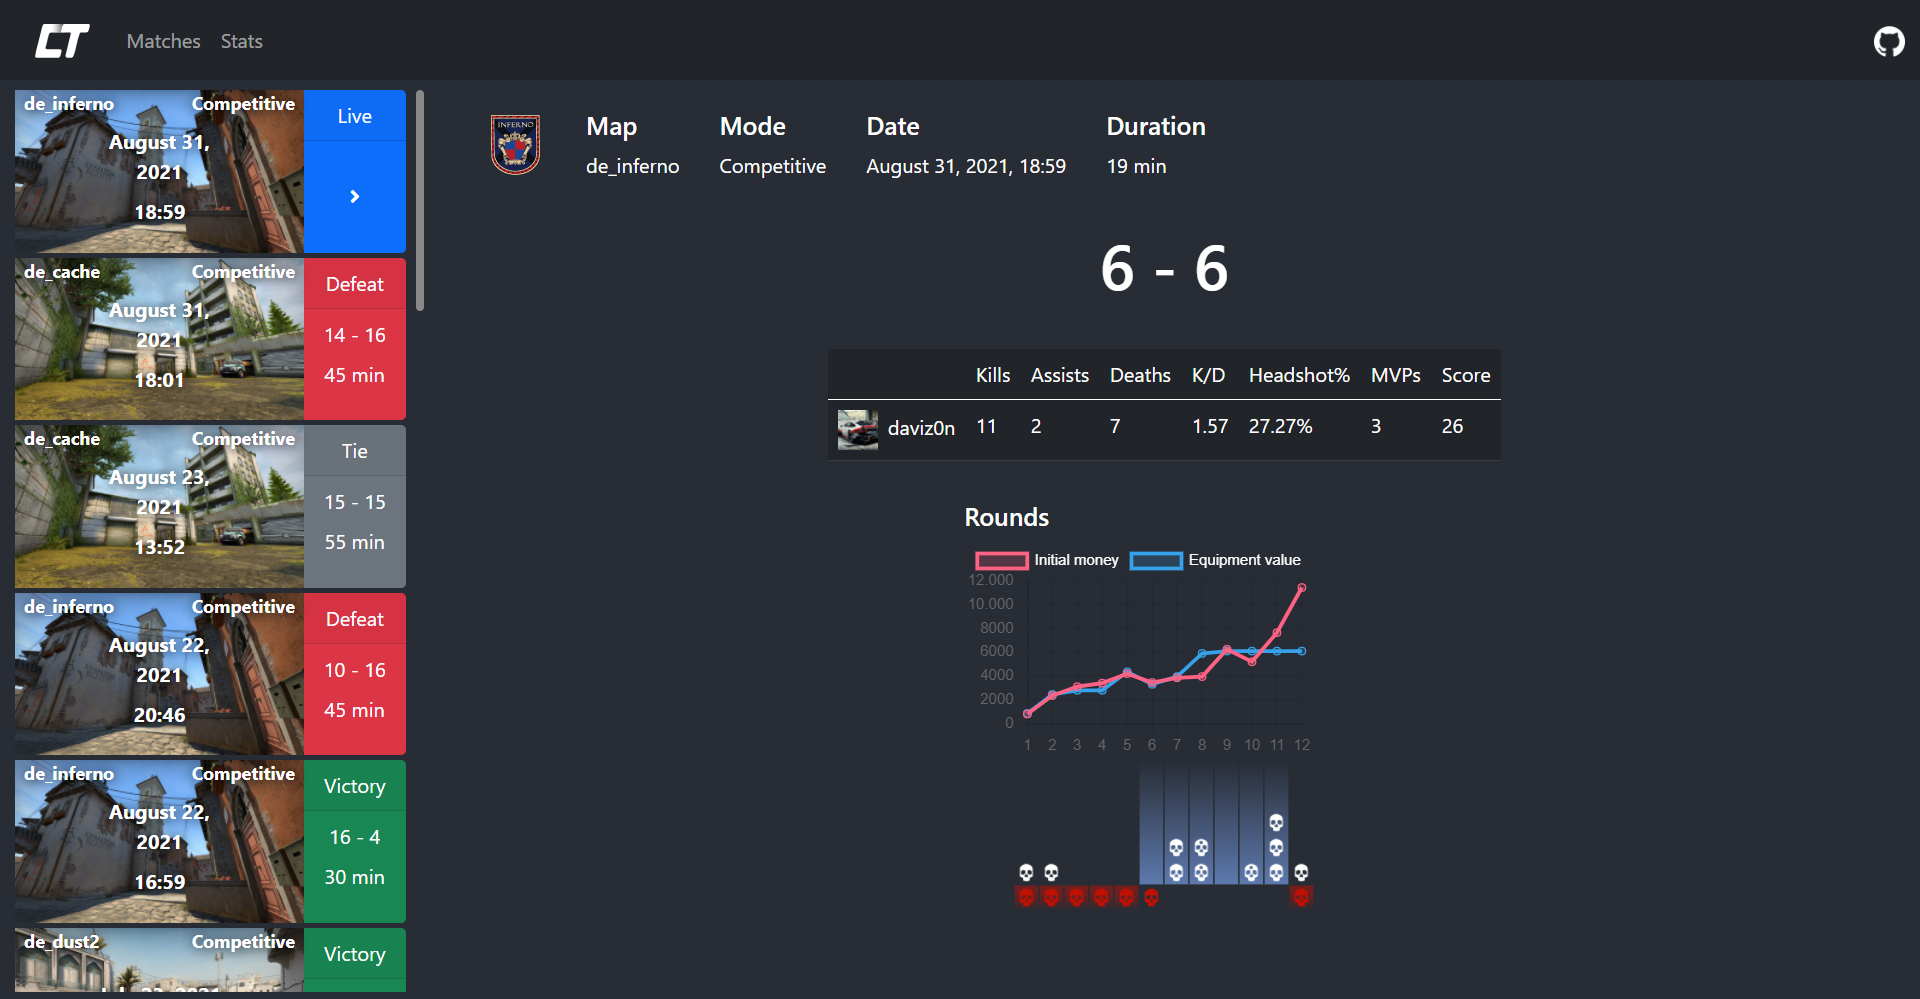 CT Matches Stats
de_inferno Competitive Live
August 31,
2021
18:59
de_cache Competitive Defeat
August 31, 14 - 16
2021
18:01 45 min
de_cache Competitive Tie
August 23, 15 - 15
2021
13:52 55 min
de_inferno Competitive Defeat
August 22, 10 - 16
2021
20:46 45 min
de_inferno Competitive Victory
August 22, 16 - 4
2021
16:59 30 min
de_dust2 Competitive Victory
INFERNO
Map Mode Date Duration
de_inferno Competitive August 31, 2021, 18:59 19 min
6 - 6
Kills Assists Deaths K/D Headshot% MVPs Score
daviz0n 11 2 7 1.57 27.27% 3 26
Rounds
Initial money Equipment value
12.000
10.000
8000
6000
4000
2000
0
1 2 3 4 5 6 7 8 9 10 11 12